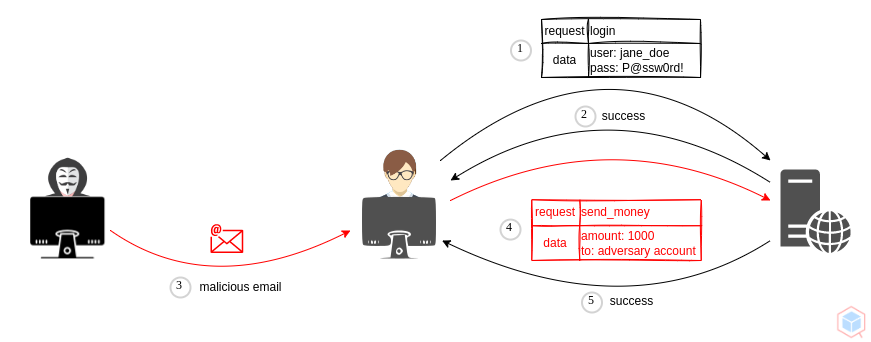 1
request login
data
user: jane_doe
pass: P@ssw0rd!
2 success
@
3 malicious email
4
request send_money
data
amount: 1000
to: adversary account
5 success